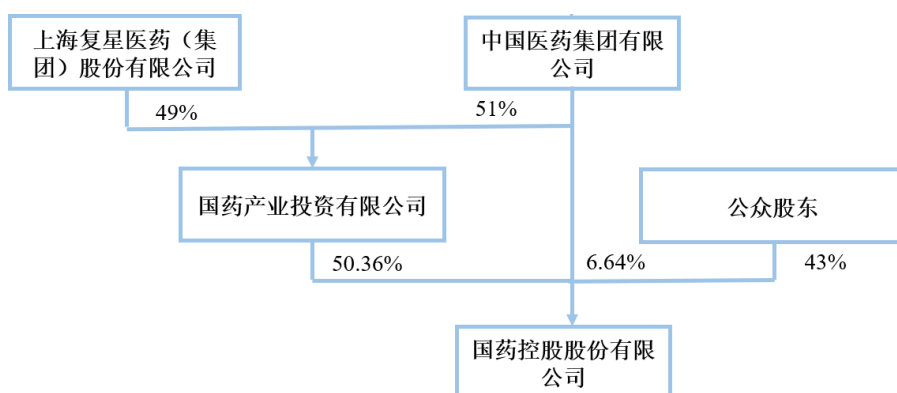 上海复星医药（集
团）股份有限公司
中国医药集团有限
公司
49%
51%
国药产业投资有限公司
公众股东
50.36%
6.64%
43%
国药控股股份有限
公司